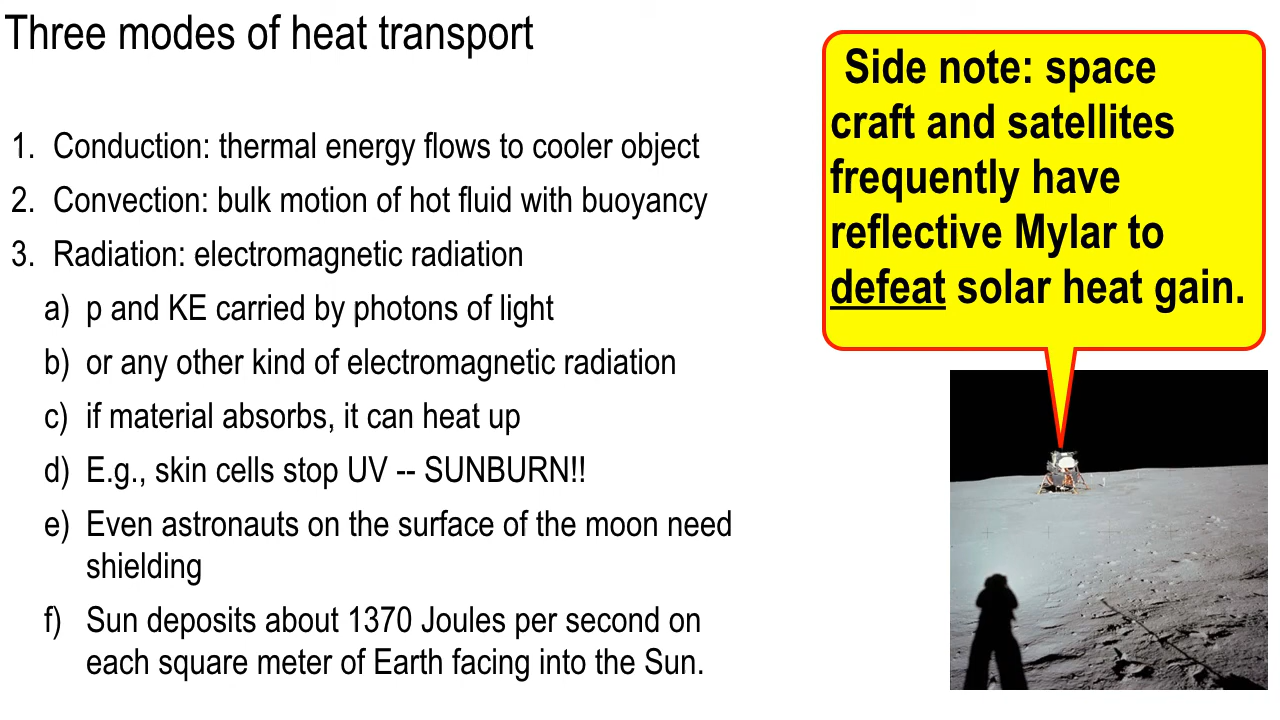 Three modes of heat transport
1. Conduction: thermal energy flows to cooler object
2. Convection: bulk motion of hot fluid with buoyancy
3. Radiation: electromagnetic radiation
a) p and KE carried by photons of light
b) or any other kind of electromagnetic radiation
c) if material absorbs, it can heat up
d) E.g., skin cells stop UV -- SUNBURN!!
e) Even astronauts on the surface of the moon need
shielding
f) Sun deposits about 1370 Joules per second on
each square meter of Earth facing into the Sun.
Side note: space
craft and satellites
frequently have
reflective Mylar to
defeat solar heat gain.